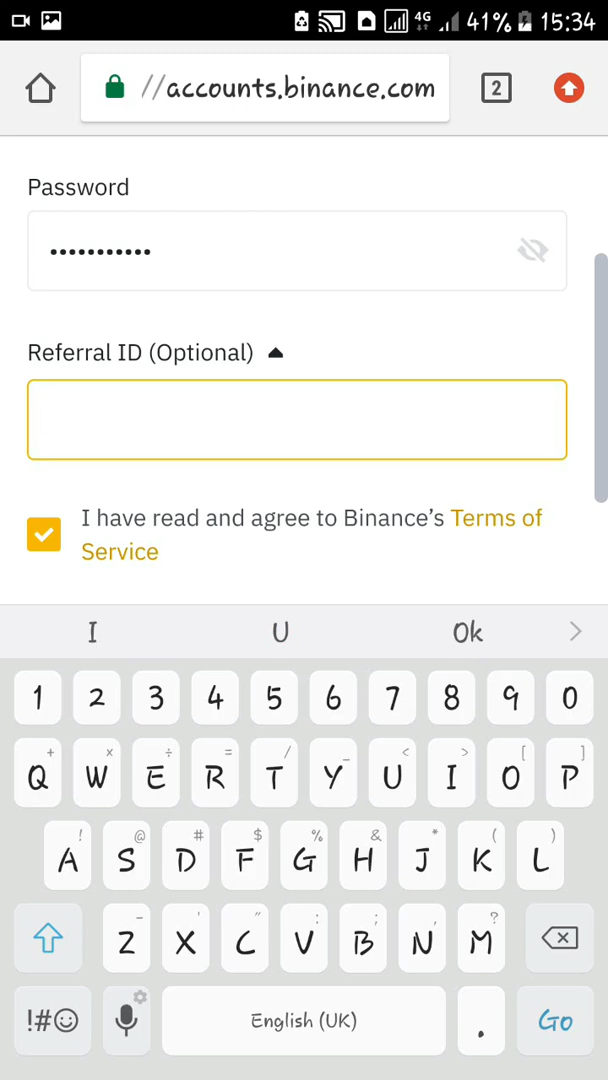 4G 41% 15:34
//accounts.binance.com 2
Password
•••••••••••
Referral ID (Optional)
I have read and agree to Binance's Terms of
Service
I U Ok
1 2 3 4 5 6 7 8 9 0
+ × ÷ = / _ < > [ ]
Q W E R T Y U I O P
! @ # $ % & * ( )
A S D F G H J K L
- ' " : ; , ?
Z X C V B N M
!#☺ English (UK) . Go